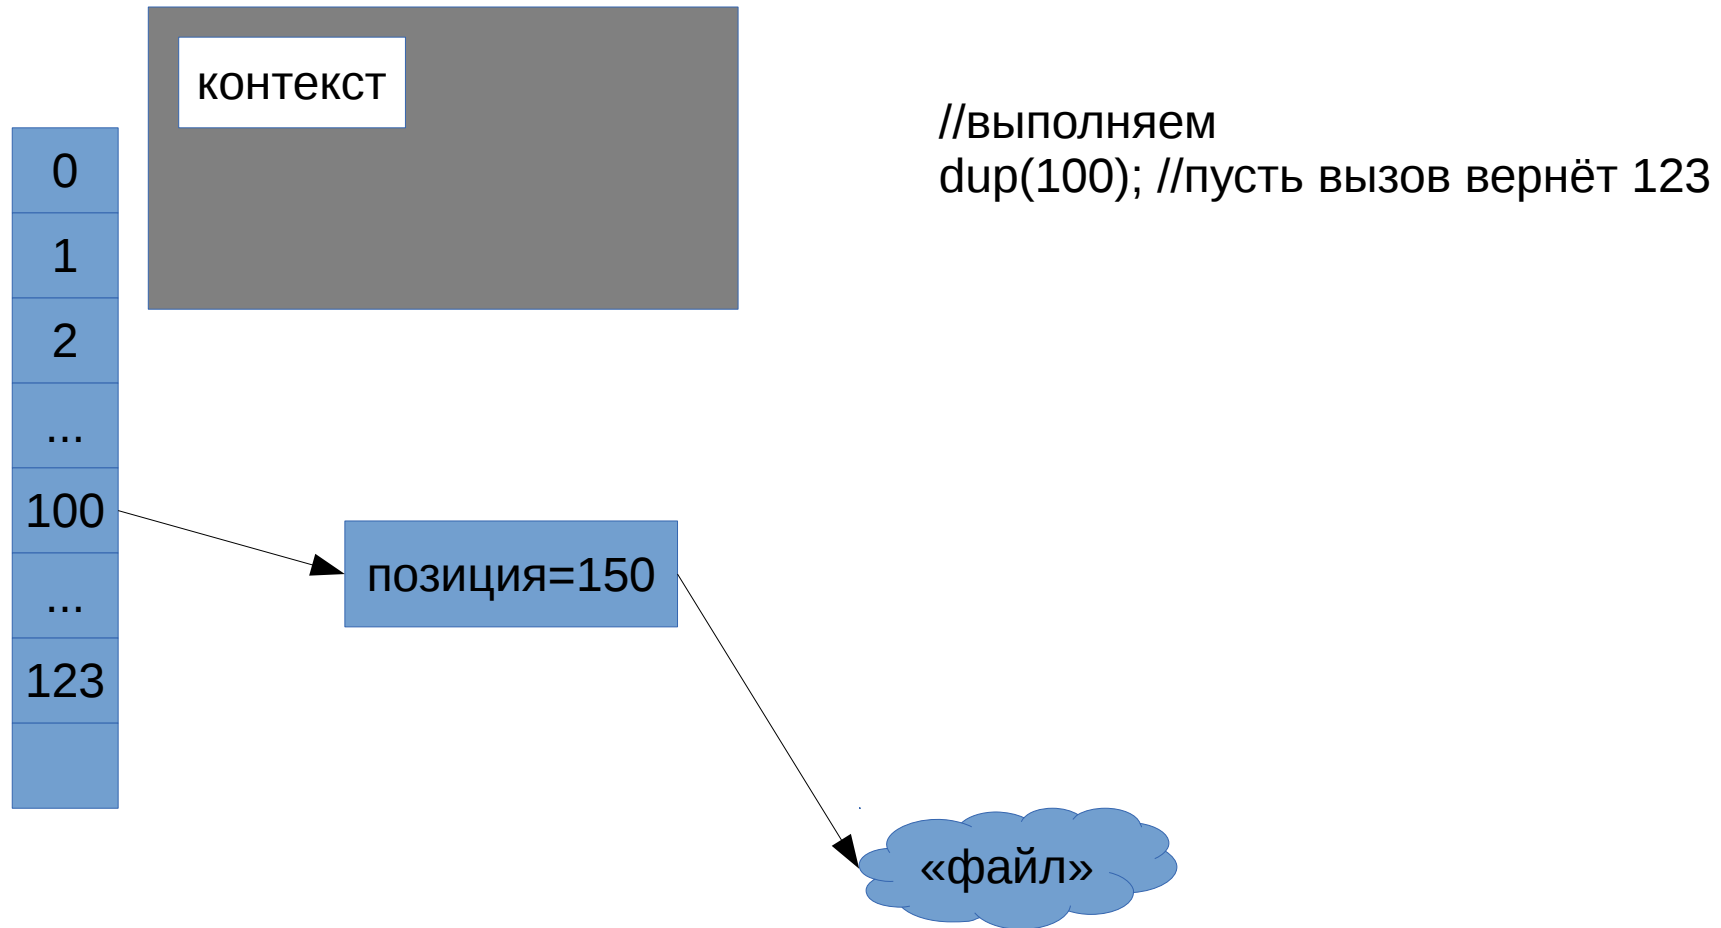 контекст
//выполняем
dup(100); //пусть вызов вернёт 123
0
1
2
...
100
...
123
позиция=150
«файл»